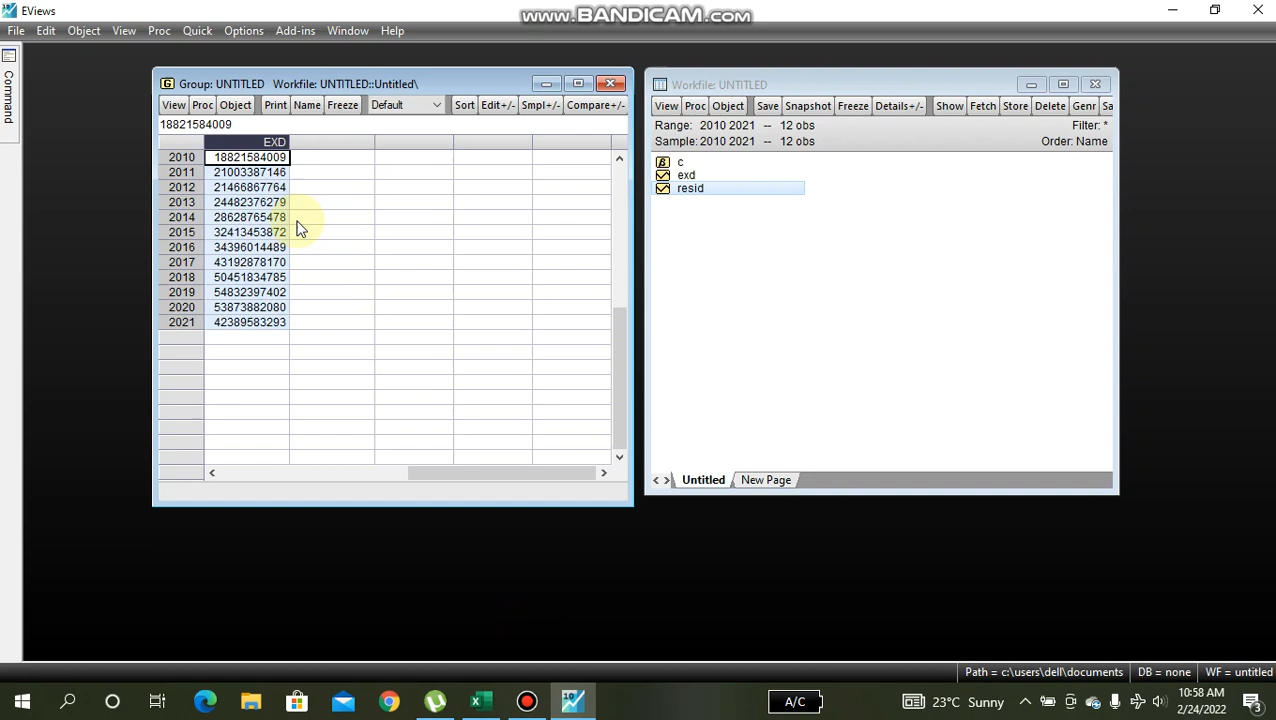 EViews
www.BANDICAM.com
File Edit Object View Proc Quick Options Add-ins Window Help
Command
Group: UNTITLED Workfile: UNTITLED::Untitled\
View Proc Object Print Name Freeze Default Sort Edit+/- Smpl+/- Compare+/-
18821584009
EXD
2010 18821584009
2011 21003387146
2012 21466867764
2013 24482376279
2014 28628765478
2015 32413453872
2016 34396014489
2017 43192878170
2018 50451834785
2019 54832397402
2020 53873882080
2021 42389583293
Workfile: UNTITLED
View Proc Object Save Snapshot Freeze Details+/- Show Fetch Store Delete Genr Sa
Range: 2010 2021 -- 12 obs Filter: *
Sample: 2010 2021 -- 12 obs Order: Name
c
exd
resid
Untitled New Page
Path = c:\users\dell\documents DB = none WF = untitled
10
A/C
23°C Sunny
10:58 AM
2/24/2022
3